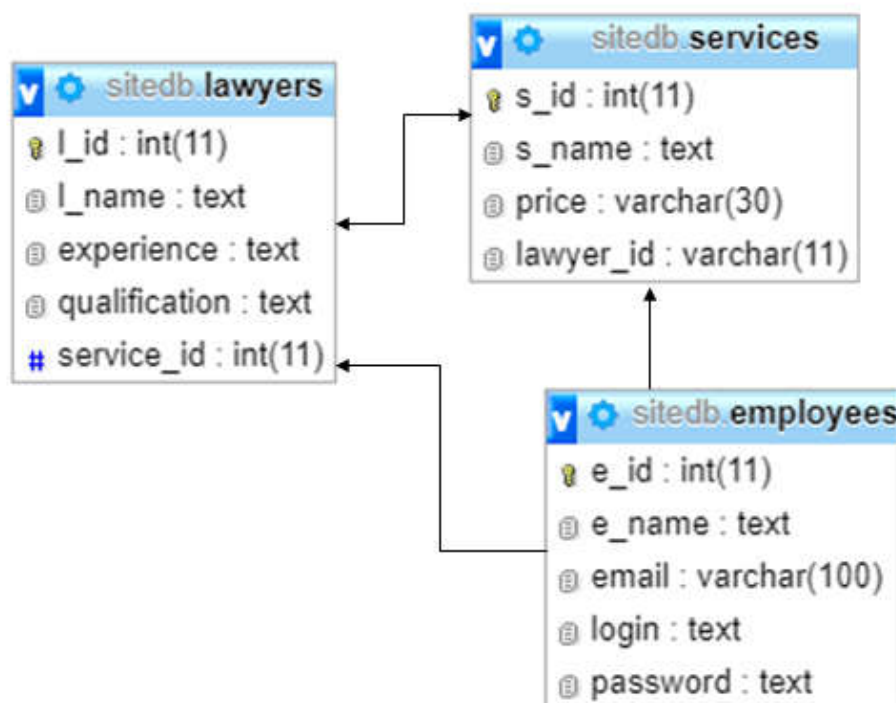 sitedb.lawyers
l_id : int(11)
l_name : text
experience : text
qualification : text
# service_id : int(11)
sitedb.services
s_id : int(11)
s_name : text
price : varchar(30)
lawyer_id : varchar(11)
sitedb.employees
e_id : int(11)
e_name : text
email : varchar(100)
login : text
password : text